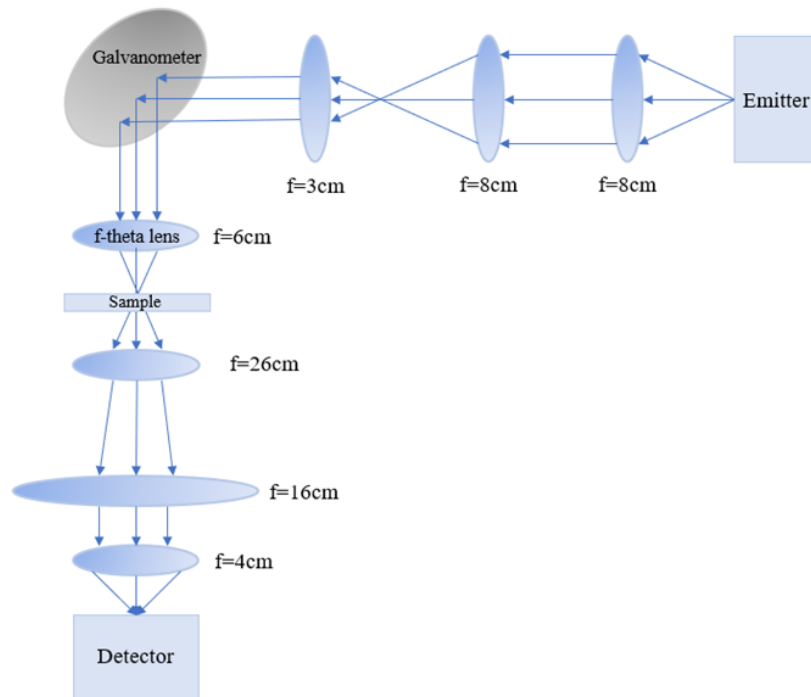 Galvanometer
Emitter
f=3cm
f=8cm
f=8cm
f-theta lens
f=6cm
Sample
f=26cm
f=16cm
f=4cm
Detector